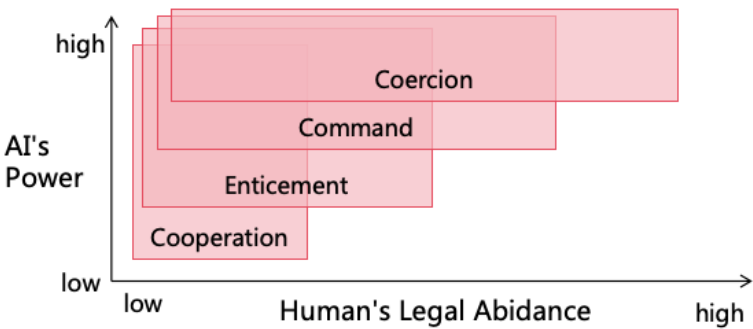 high
Coercion
Command
AI's
Power
Enticement
Cooperation
low
low
Human's Legal Abidance
high